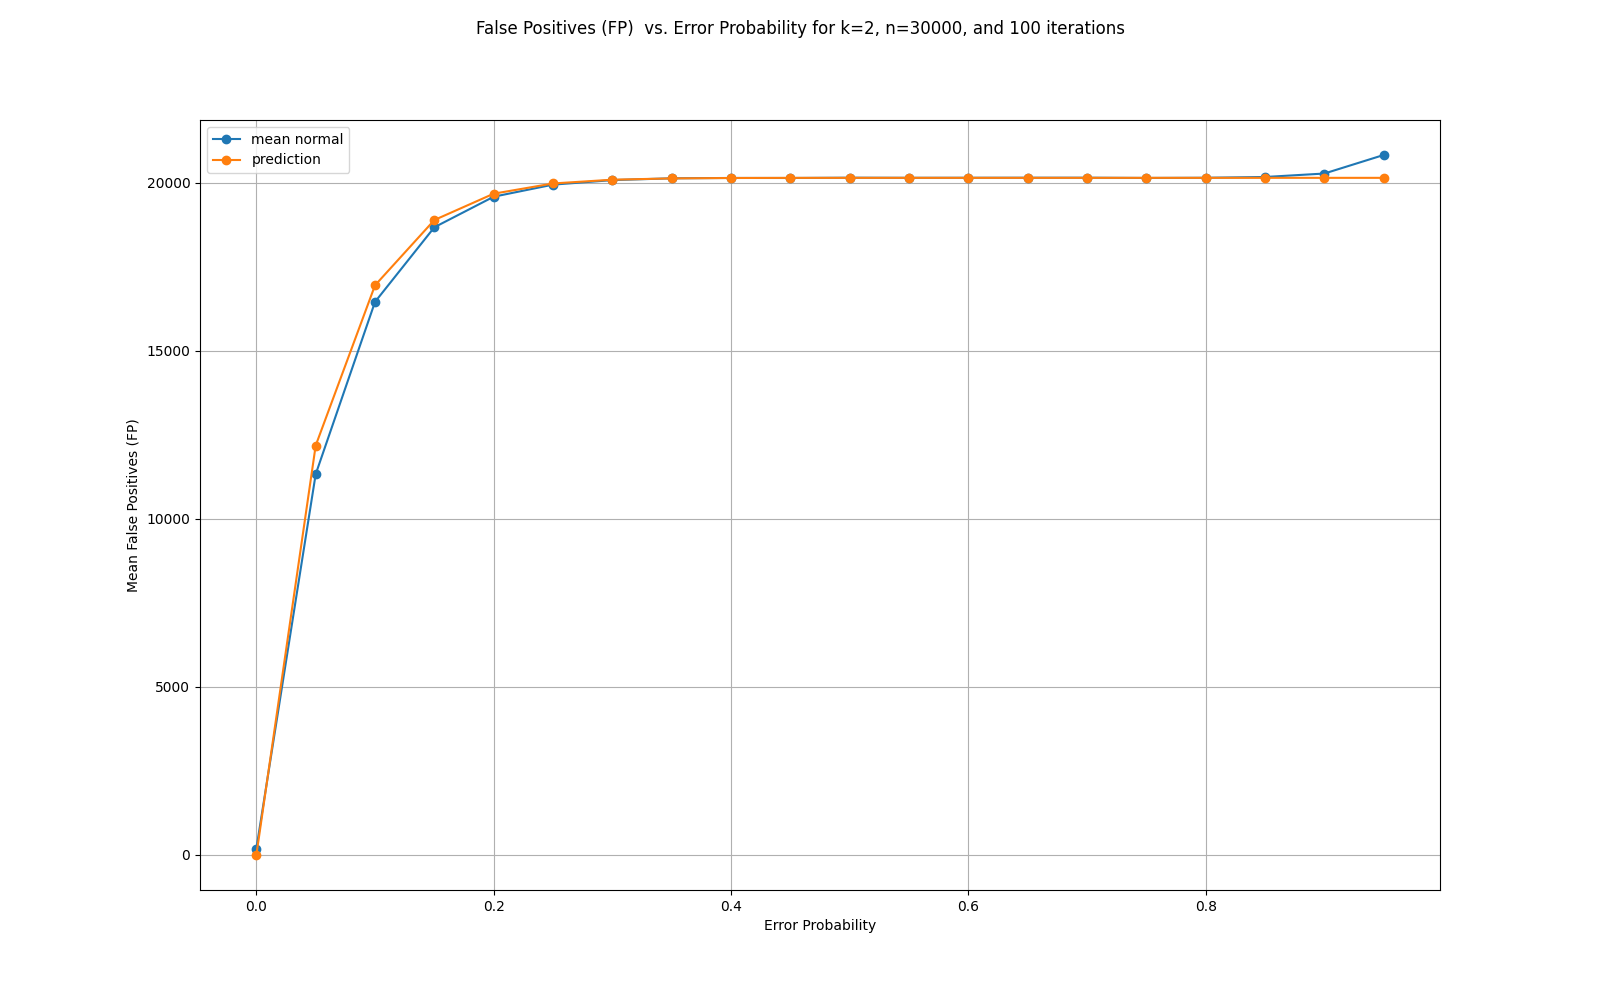 False Positives (FP)  vs. Error Probability for k=2, n=30000, and 100 iterations
mean normal
prediction
20000
15000
10000
5000
0
Mean False Positives (FP)
0.0 0.2 0.4 0.6 0.8
Error Probability